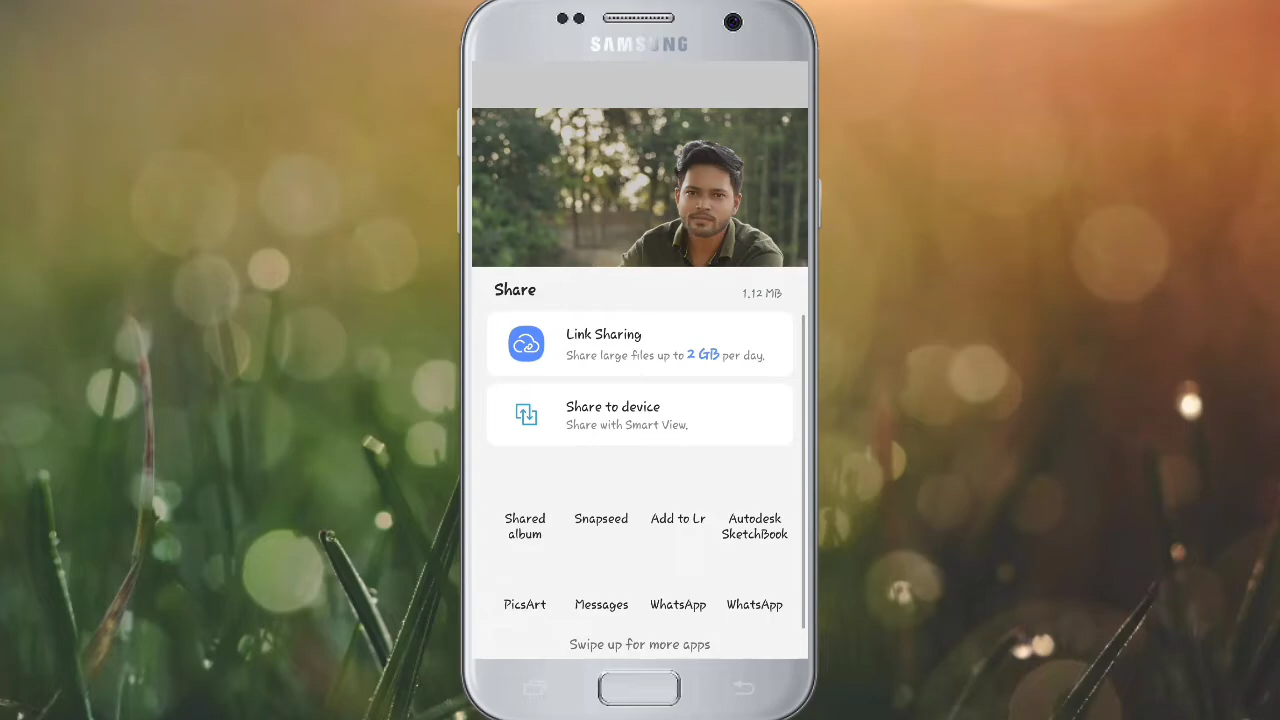 SAMSUNG
Share
1.12 MB
Link Sharing
Share large files up to 2 GB per day.
Share to device
Share with Smart View.
Shared album
Snapseed
Add to Lr
Autodesk SketchBook
PicsArt
Messages
WhatsApp
WhatsApp
Swipe up for more apps